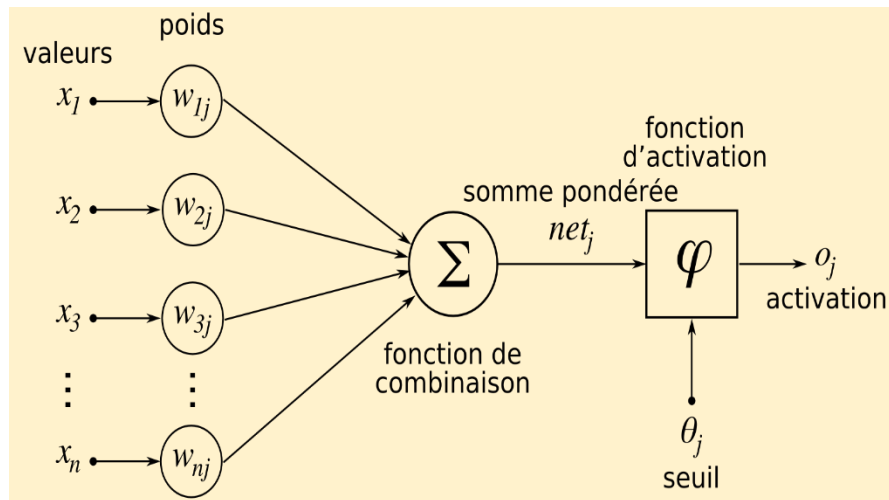 poids
valeurs
x₁
w₁ⱼ
x₂
w₂ⱼ
x₃
w₃ⱼ
⋮ ⋮
xₙ
wₙⱼ
Σ
fonction de
combinaison
somme pondérée
netⱼ
fonction
d'activation
φ
oⱼ
activation
θⱼ
seuil